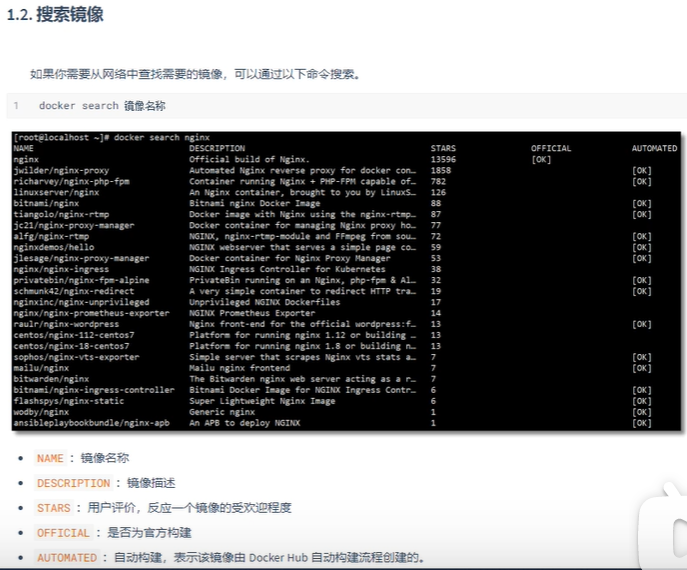 1.2. 搜索镜像
如果你需要从网络中查找需要的镜像，可以通过以下命令搜索。
1 docker search 镜像名称
[root@localhost ~]# docker search nginx
NAME DESCRIPTION STARS OFFICIAL AUTOMATED
nginx Official build of Nginx. 13596 [OK]
jwilder/nginx-proxy Automated Nginx reverse proxy for docker con… 1858 [OK]
richarvey/nginx-php-fpm Container running Nginx + PHP-FPM capable of… 782 [OK]
linuxserver/nginx An Nginx container, brought to you by LinuxS… 126
bitnami/nginx Bitnami nginx Docker Image 88 [OK]
tiangolo/nginx-rtmp Docker image with Nginx using the nginx-rtmp… 87 [OK]
jc21/nginx-proxy-manager Docker container for managing Nginx proxy ho… 77
alfg/nginx-rtmp NGINX, nginx-rtmp-module and FFmpeg from sou… 72 [OK]
nginxdemos/hello NGINX webserver that serves a simple page co… 59 [OK]
jlesage/nginx-proxy-manager Docker container for Nginx Proxy Manager 53 [OK]
nginx/nginx-ingress NGINX Ingress Controller for Kubernetes 38
privatebin/nginx-fpm-alpine PrivateBin running on an Nginx, php-fpm & Al… 32 [OK]
schmunk42/nginx-redirect A very simple container to redirect HTTP tra… 19 [OK]
nginxinc/nginx-unprivileged Unprivileged NGINX Dockerfiles 17
nginx/nginx-prometheus-exporter NGINX Prometheus Exporter 14
raulr/nginx-wordpress Nginx front-end for the official wordpress:f… 13 [OK]
centos/nginx-112-centos7 Platform for running nginx 1.12 or building … 13
centos/nginx-18-centos7 Platform for running nginx 1.8 or building n… 13
sophos/nginx-vts-exporter Simple server that scrapes Nginx vts stats a… 7 [OK]
mailu/nginx Mailu nginx frontend 7 [OK]
bitwarden/nginx The Bitwarden nginx web server acting as a r… 7
bitnami/nginx-ingress-controller Bitnami Docker Image for NGINX Ingress Contr… 6 [OK]
flashspys/nginx-static Super Lightweight Nginx Image 6 [OK]
wodby/nginx Generic nginx 1 [OK]
ansibleplaybookbundle/nginx-apb An APB to deploy NGINX 1 [OK]
• NAME ：镜像名称
• DESCRIPTION ：镜像描述
• STARS ：用户评价，反应一个镜像的受欢迎程度
• OFFICIAL ：是否为官方构建
• AUTOMATED ：自动构建，表示该镜像由 Docker Hub 自动构建流程创建的。